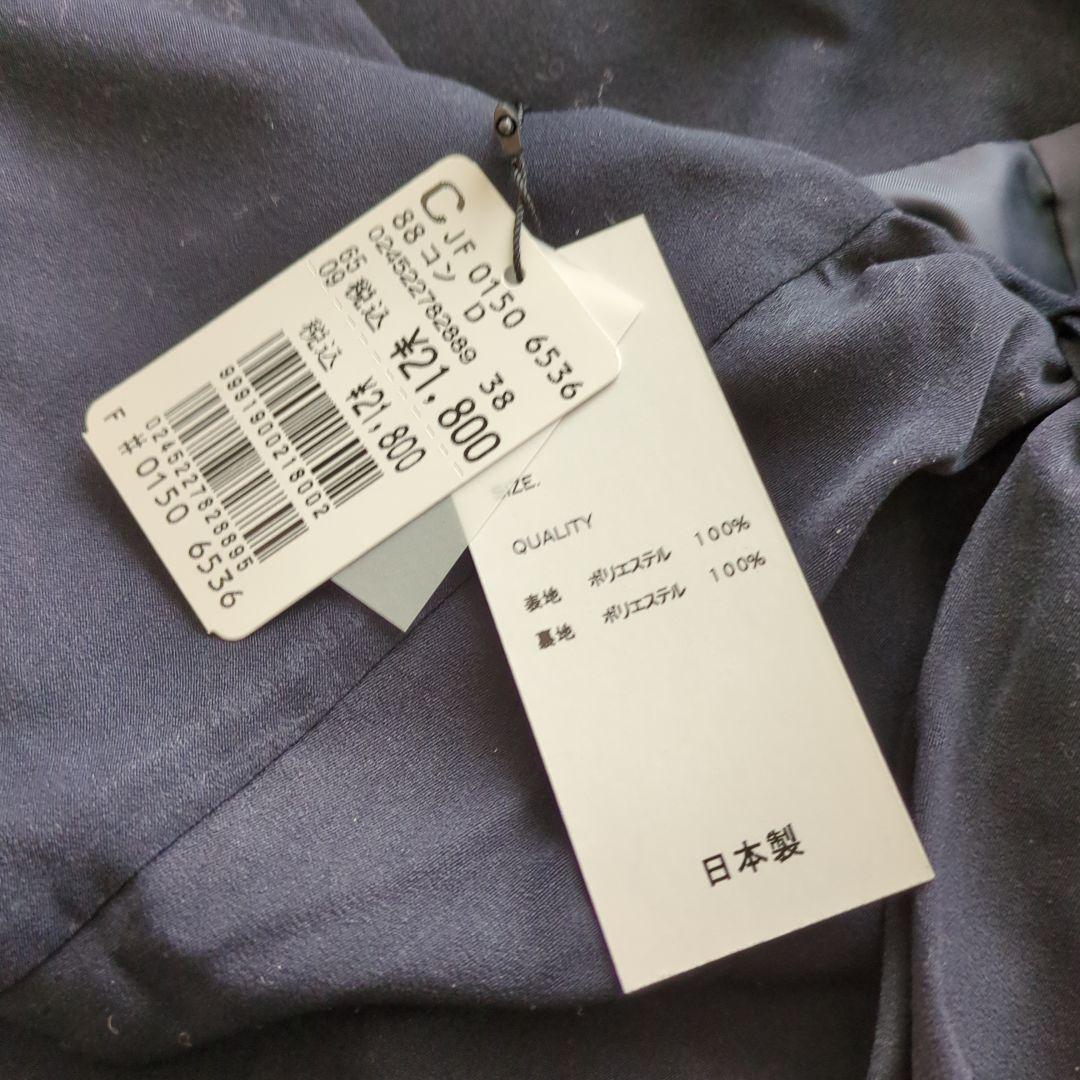 C JF 0150 6536
88 コン D
0245227828889 38
65 税込 ¥21,800
09
税込 ¥21,800
9991900218002
0245227828895
F # 0150 6536
SIZE.
QUALITY
表地 ポリエステル 100%
裏地 ポリエステル 100%
日本製